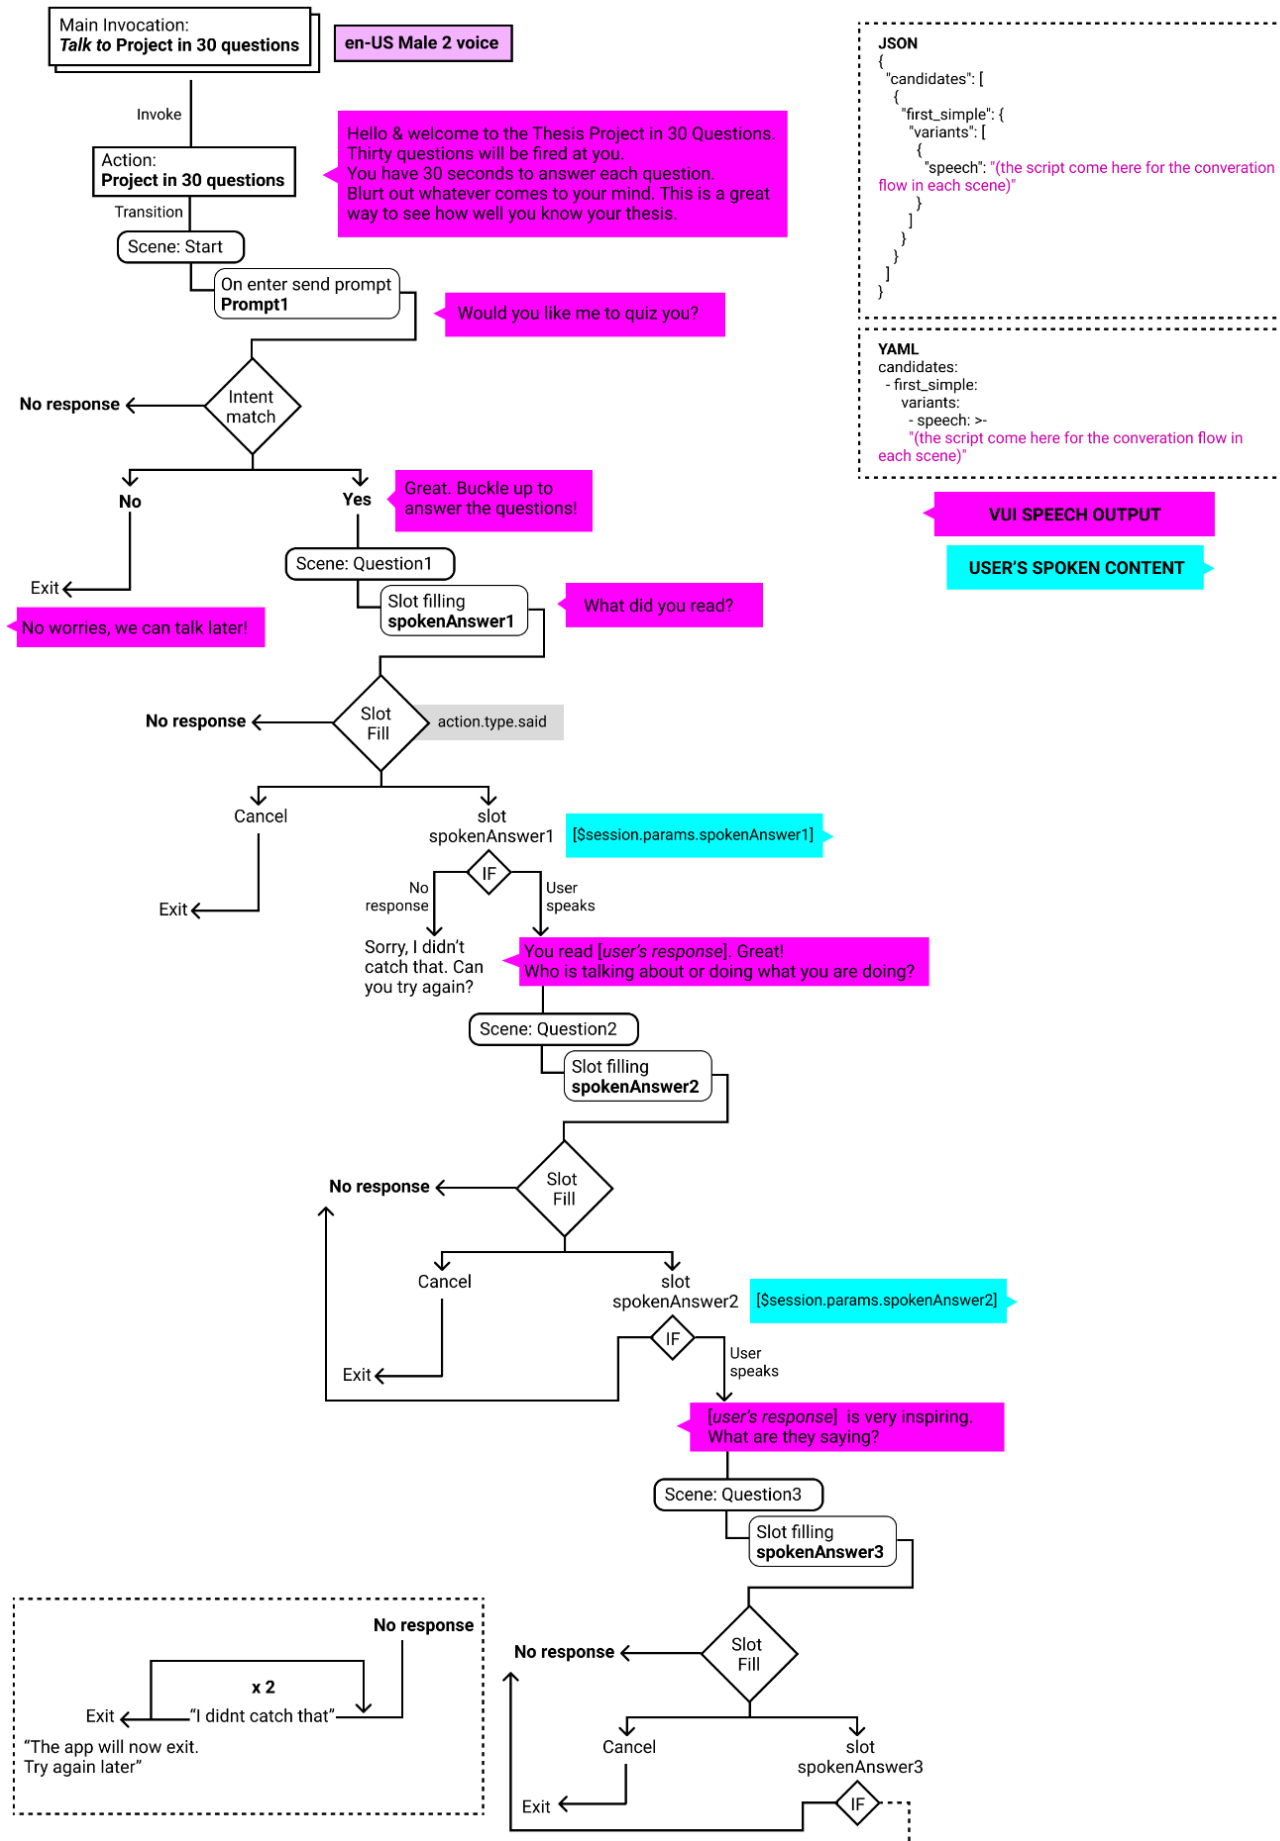 Main Invocation:
Talk to Project in 30 questions
en-US Male 2 voice
Invoke
Action:
Project in 30 questions
Hello & welcome to the Thesis Project in 30 Questions.
Thirty questions will be fired at you.
You have 30 seconds to answer each question.
Blurt out whatever comes to your mind. This is a great
way to see how well you know your thesis.
Transition
Scene: Start
On enter send prompt
Prompt1
Would you like me to quiz you?
Intent
match
No response
No
Yes
Great. Buckle up to
answer the questions!
Exit
No worries, we can talk later!
Scene: Question1
Slot filling
spokenAnswer1
What did you read?
Slot
Fill
No response
action.type.said
Cancel
Exit
slot
spokenAnswer1
[$session.params.spokenAnswer1]
IF
No
response
User
speaks
Sorry, I didn't
catch that. Can
you try again?
You read [user's response]. Great!
Who is talking about or doing what you are doing?
Scene: Question2
Slot filling
spokenAnswer2
Slot
Fill
No response
Cancel
Exit
slot
spokenAnswer2
[$session.params.spokenAnswer2]
IF
User
speaks
[user's response] is very inspiring.
What are they saying?
Scene: Question3
Slot filling
spokenAnswer3
Slot
Fill
No response
Cancel
Exit
slot
spokenAnswer3
IF
No response
x 2
Exit
“I didnt catch that”
“The app will now exit.
Try again later”
JSON
{
"candidates": [
{
"first_simple": {
"variants": [
{
"speech": "(the script come here for the converation
flow in each scene)"
}
]
}
}
]
}
YAML
candidates:
- first_simple:
variants:
- speech: >-
"(the script come here for the converation flow in
each scene)"
VUI SPEECH OUTPUT
USER'S SPOKEN CONTENT